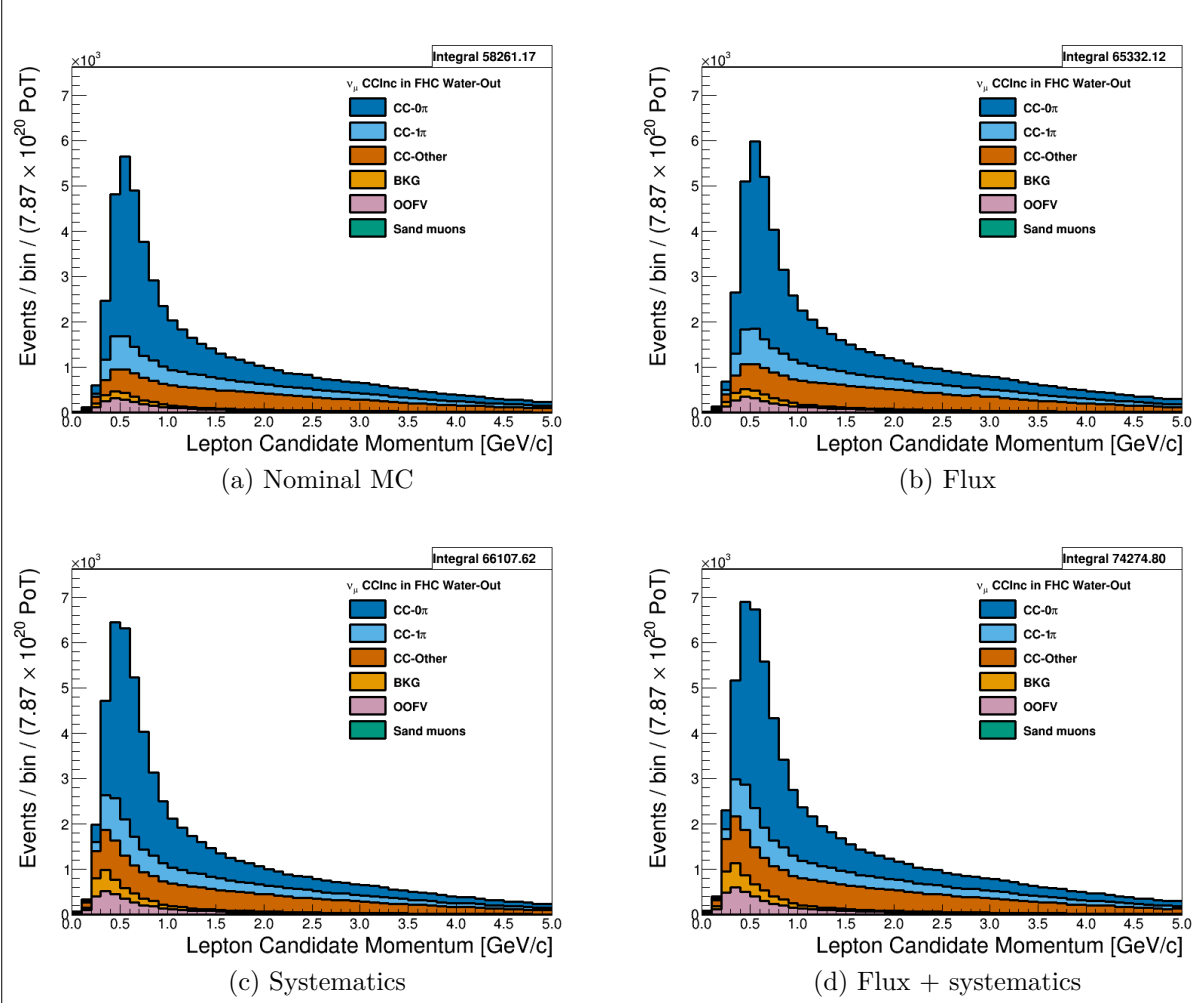 Integral 58261.17
×10³
ν_μ CCInc in FHC Water-Out
CC-0π
CC-1π
CC-Other
BKG
OOFV
Sand muons
Events / bin / (7.87 × 10²⁰ PoT)
7
6
5
4
3
2
1
0
0.0 0.5 1.0 1.5 2.0 2.5 3.0 3.5 4.0 4.5 5.0
Lepton Candidate Momentum [GeV/c]
(a) Nominal MC
Integral 65332.12
×10³
ν_μ CCInc in FHC Water-Out
CC-0π
CC-1π
CC-Other
BKG
OOFV
Sand muons
Events / bin / (7.87 × 10²⁰ PoT)
7
6
5
4
3
2
1
0
0.0 0.5 1.0 1.5 2.0 2.5 3.0 3.5 4.0 4.5 5.0
Lepton Candidate Momentum [GeV/c]
(b) Flux
Integral 66107.62
×10³
ν_μ CCInc in FHC Water-Out
CC-0π
CC-1π
CC-Other
BKG
OOFV
Sand muons
Events / bin / (7.87 × 10²⁰ PoT)
7
6
5
4
3
2
1
0
0.0 0.5 1.0 1.5 2.0 2.5 3.0 3.5 4.0 4.5 5.0
Lepton Candidate Momentum [GeV/c]
(c) Systematics
Integral 74274.80
×10³
ν_μ CCInc in FHC Water-Out
CC-0π
CC-1π
CC-Other
BKG
OOFV
Sand muons
Events / bin / (7.87 × 10²⁰ PoT)
7
6
5
4
3
2
1
0
0.0 0.5 1.0 1.5 2.0 2.5 3.0 3.5 4.0 4.5 5.0
Lepton Candidate Momentum [GeV/c]
(d) Flux + systematics